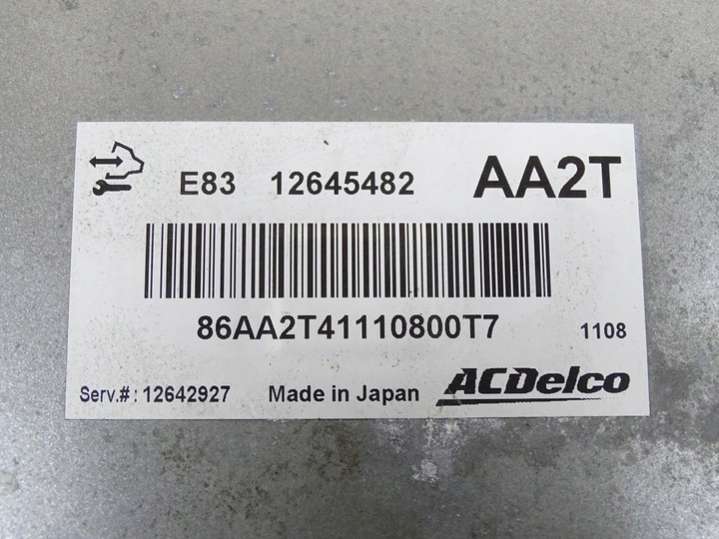 E83 12645482 AA2T
86AA2T41110800T7 1108
Serv.#: 12642927 Made in Japan ACDelco